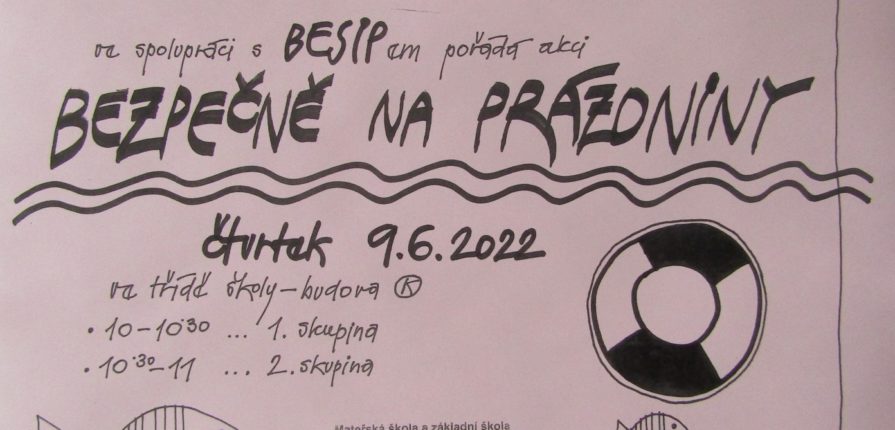 ve spolupráci s BESIPem pořádá akci
BEZPEČNĚ NA PRÁZDNINY
čtvrtek 9.6.2022
ve třídě školy - budova K
• 10 - 10:30 ... 1. skupina
• 10:30 - 11 ... 2. skupina
Mateřská škola a základní škola